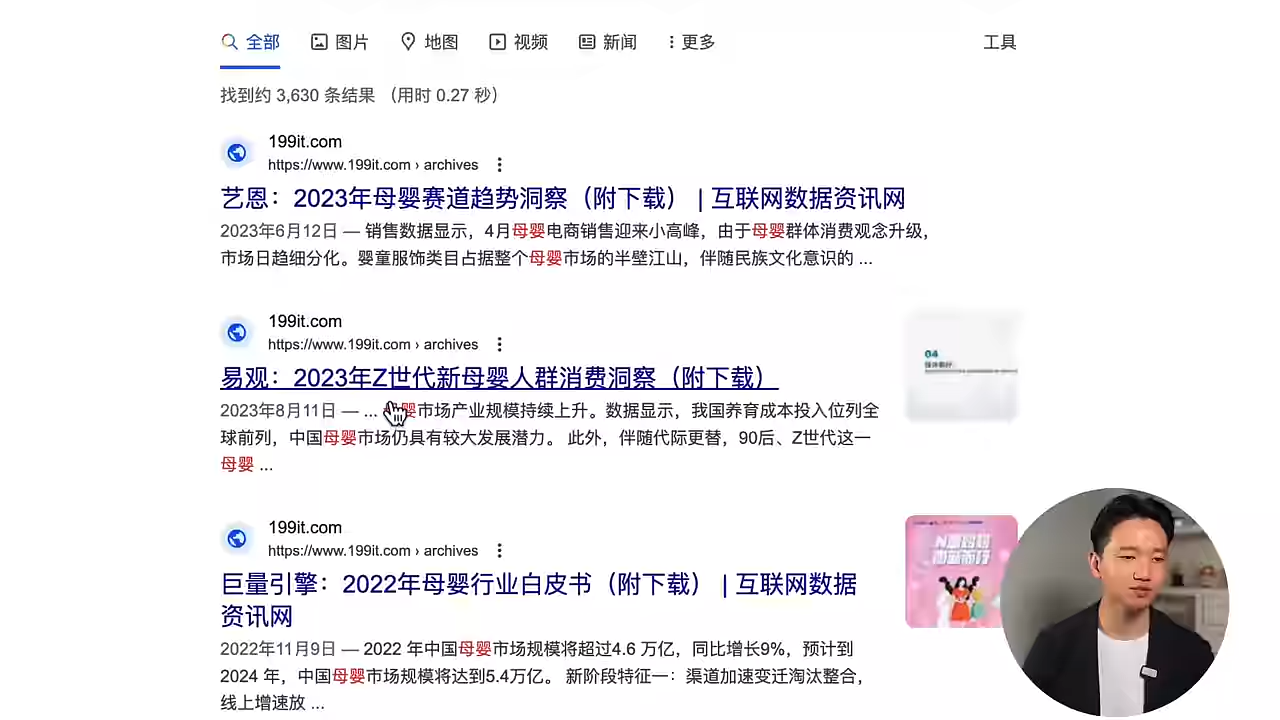 全部 图片 地图 视频 新闻 更多 工具
找到约 3,630 条结果 （用时 0.27 秒）
199it.com
https://www.199it.com › archives
艺恩：2023年母婴赛道趋势洞察（附下载） | 互联网数据资讯网
2023年6月12日 — 销售数据显示，4月母婴电商销售迎来小高峰，由于母婴群体消费观念升级，
市场日趋细分化。婴童服饰类目占据整个母婴市场的半壁江山，伴随民族文化意识的 ...
199it.com
https://www.199it.com › archives
易观：2023年Z世代新母婴人群消费洞察（附下载）
2023年8月11日 — ... 婴市场产业规模持续上升。数据显示，我国养育成本投入位列全
球前列，中国母婴市场仍具有较大发展潜力。 此外，伴随代际更替，90后、Z世代这一
母婴 ...
04
199it.com
https://www.199it.com › archives
巨量引擎：2022年母婴行业白皮书（附下载） | 互联网数据
资讯网
2022年11月9日 — 2022 年中国母婴市场规模将超过4.6 万亿，同比增长9%，预计到
2024 年，中国母婴市场规模将达到5.4万亿。 新阶段特征一：渠道加速变迁淘汰整合，
线上增速放 ...